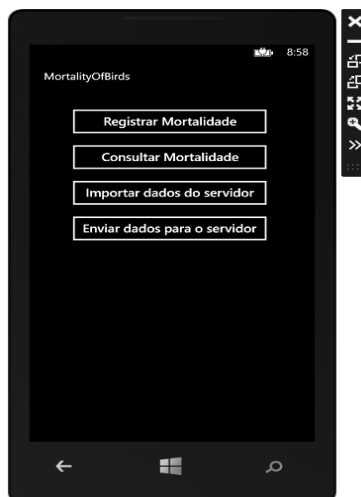 8:58
MortalityOfBirds
Registrar Mortalidade
Consultar Mortalidade
Importar dados do servidor
Enviar dados para o servidor